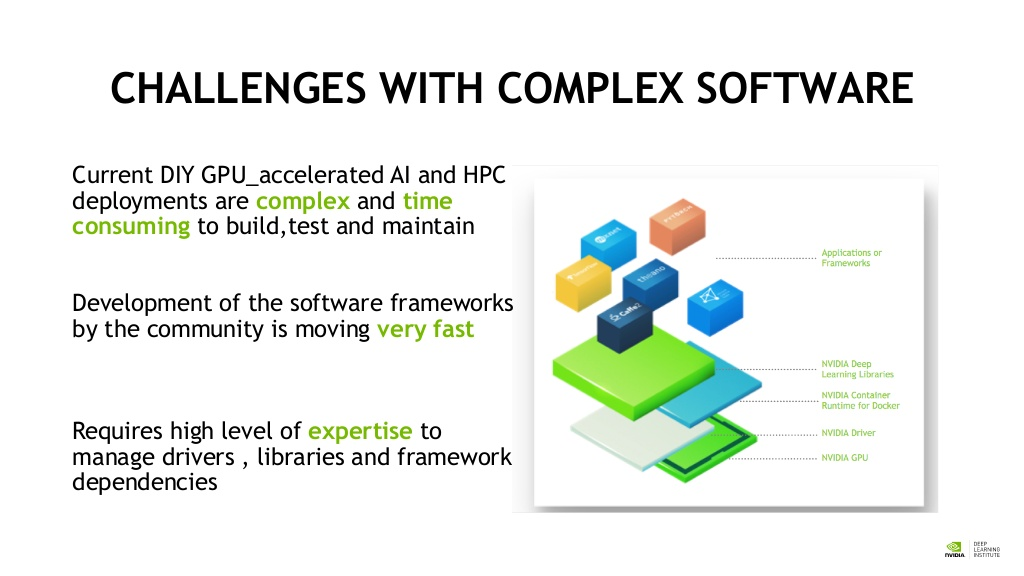 CHALLENGES WITH COMPLEX SOFTWARE
Current DIY GPU_accelerated AI and HPC
deployments are complex and time
consuming to build,test and maintain
Development of the software frameworks
by the community is moving very fast
Requires high level of expertise to
manage drivers , libraries and framework
dependencies
PYTORCH
mxnet
TensorFlow
theano
Caffe2
Applications or
Frameworks
NVIDIA Deep
Learning Libraries
NVIDIA Container
Runtime for Docker
NVIDIA Driver
NVIDIA GPU
NVIDIA
DEEP
LEARNING
INSTITUTE